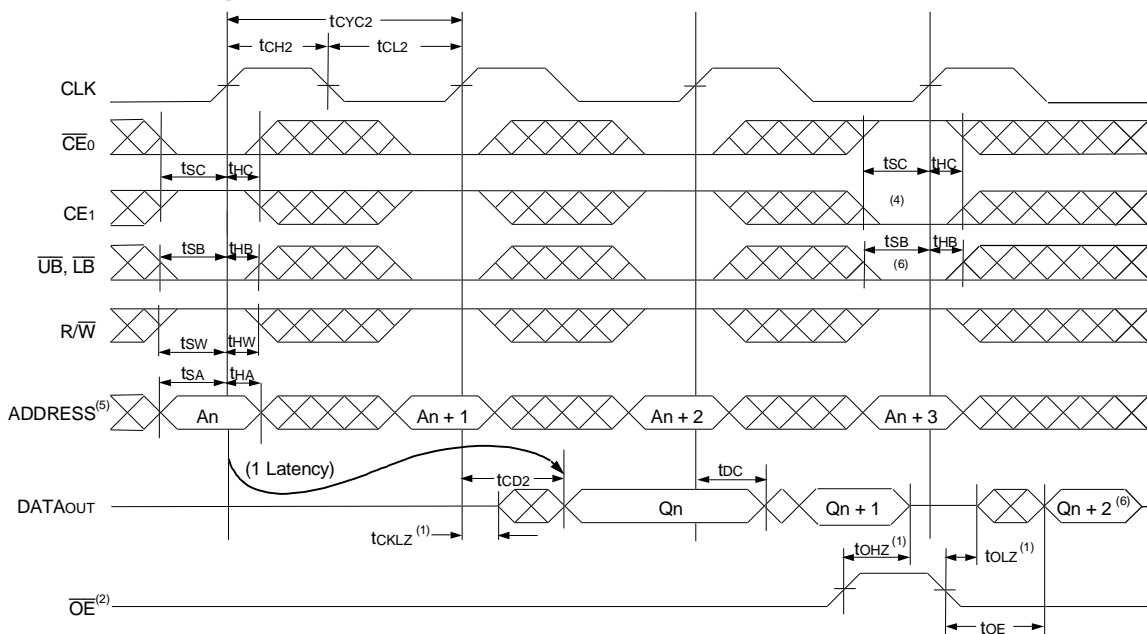 tCYC2
tCH2 tCL2
CLK
CE0
tSC tHC tSC tHC
CE1 (4)
tSB tHB tSB tHB
UB, LB (6)
R/W
tSW tHW
tSA tHA
ADDRESS(5) An An + 1 An + 2 An + 3
(1 Latency) tCD2 tDC
DATAOUT Qn Qn + 1 Qn + 2(6)
tCKLZ(1) tOHZ(1) tOLZ(1)
OE(2)
tOE